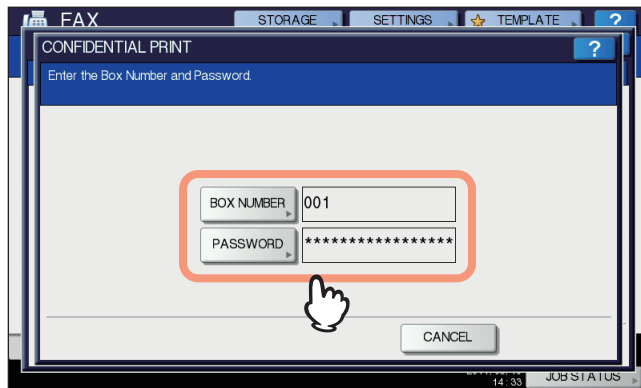 FAX
STORAGE
SETTINGS
TEMPLATE
?
CONFIDENTIAL PRINT
?
Enter the Box Number and Password.
BOX NUMBER
001
PASSWORD
*****************
CANCEL
14:33
JOB STATUS